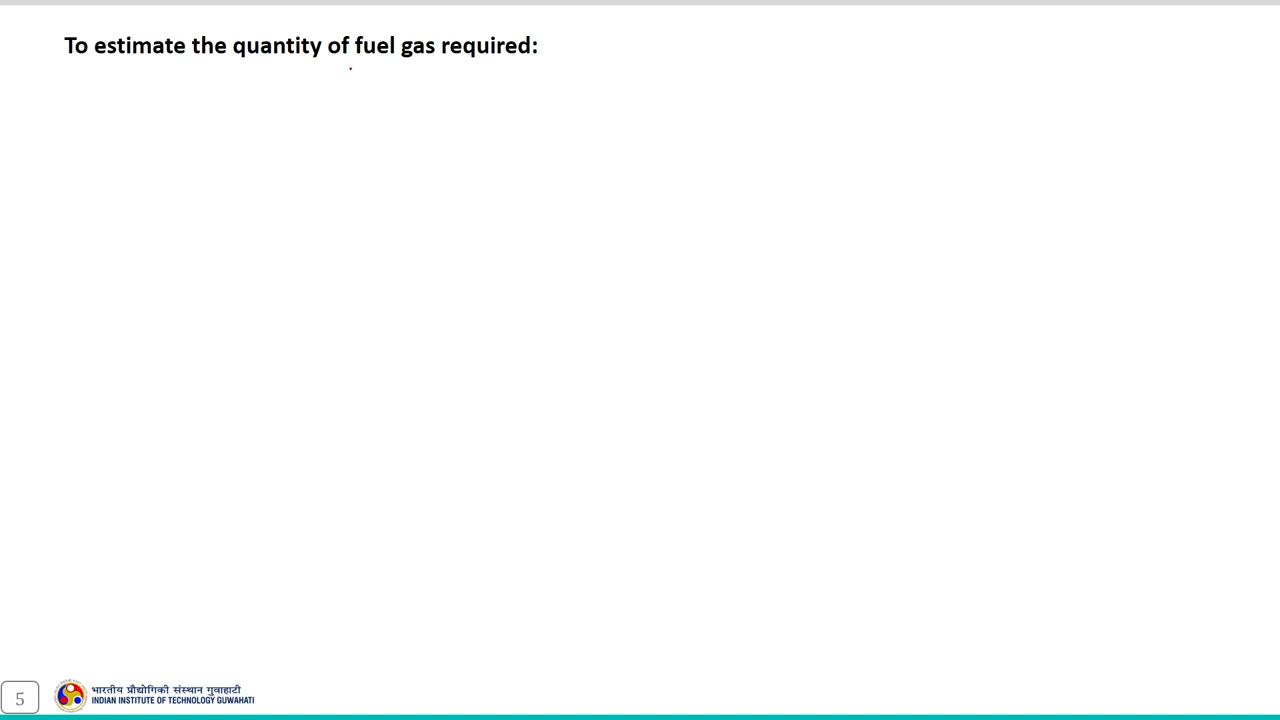 To estimate the quantity of fuel gas required:
5
भारतीय प्रौद्योगिकी संस्थान गुवाहाटी
INDIAN INSTITUTE OF TECHNOLOGY GUWAHATI